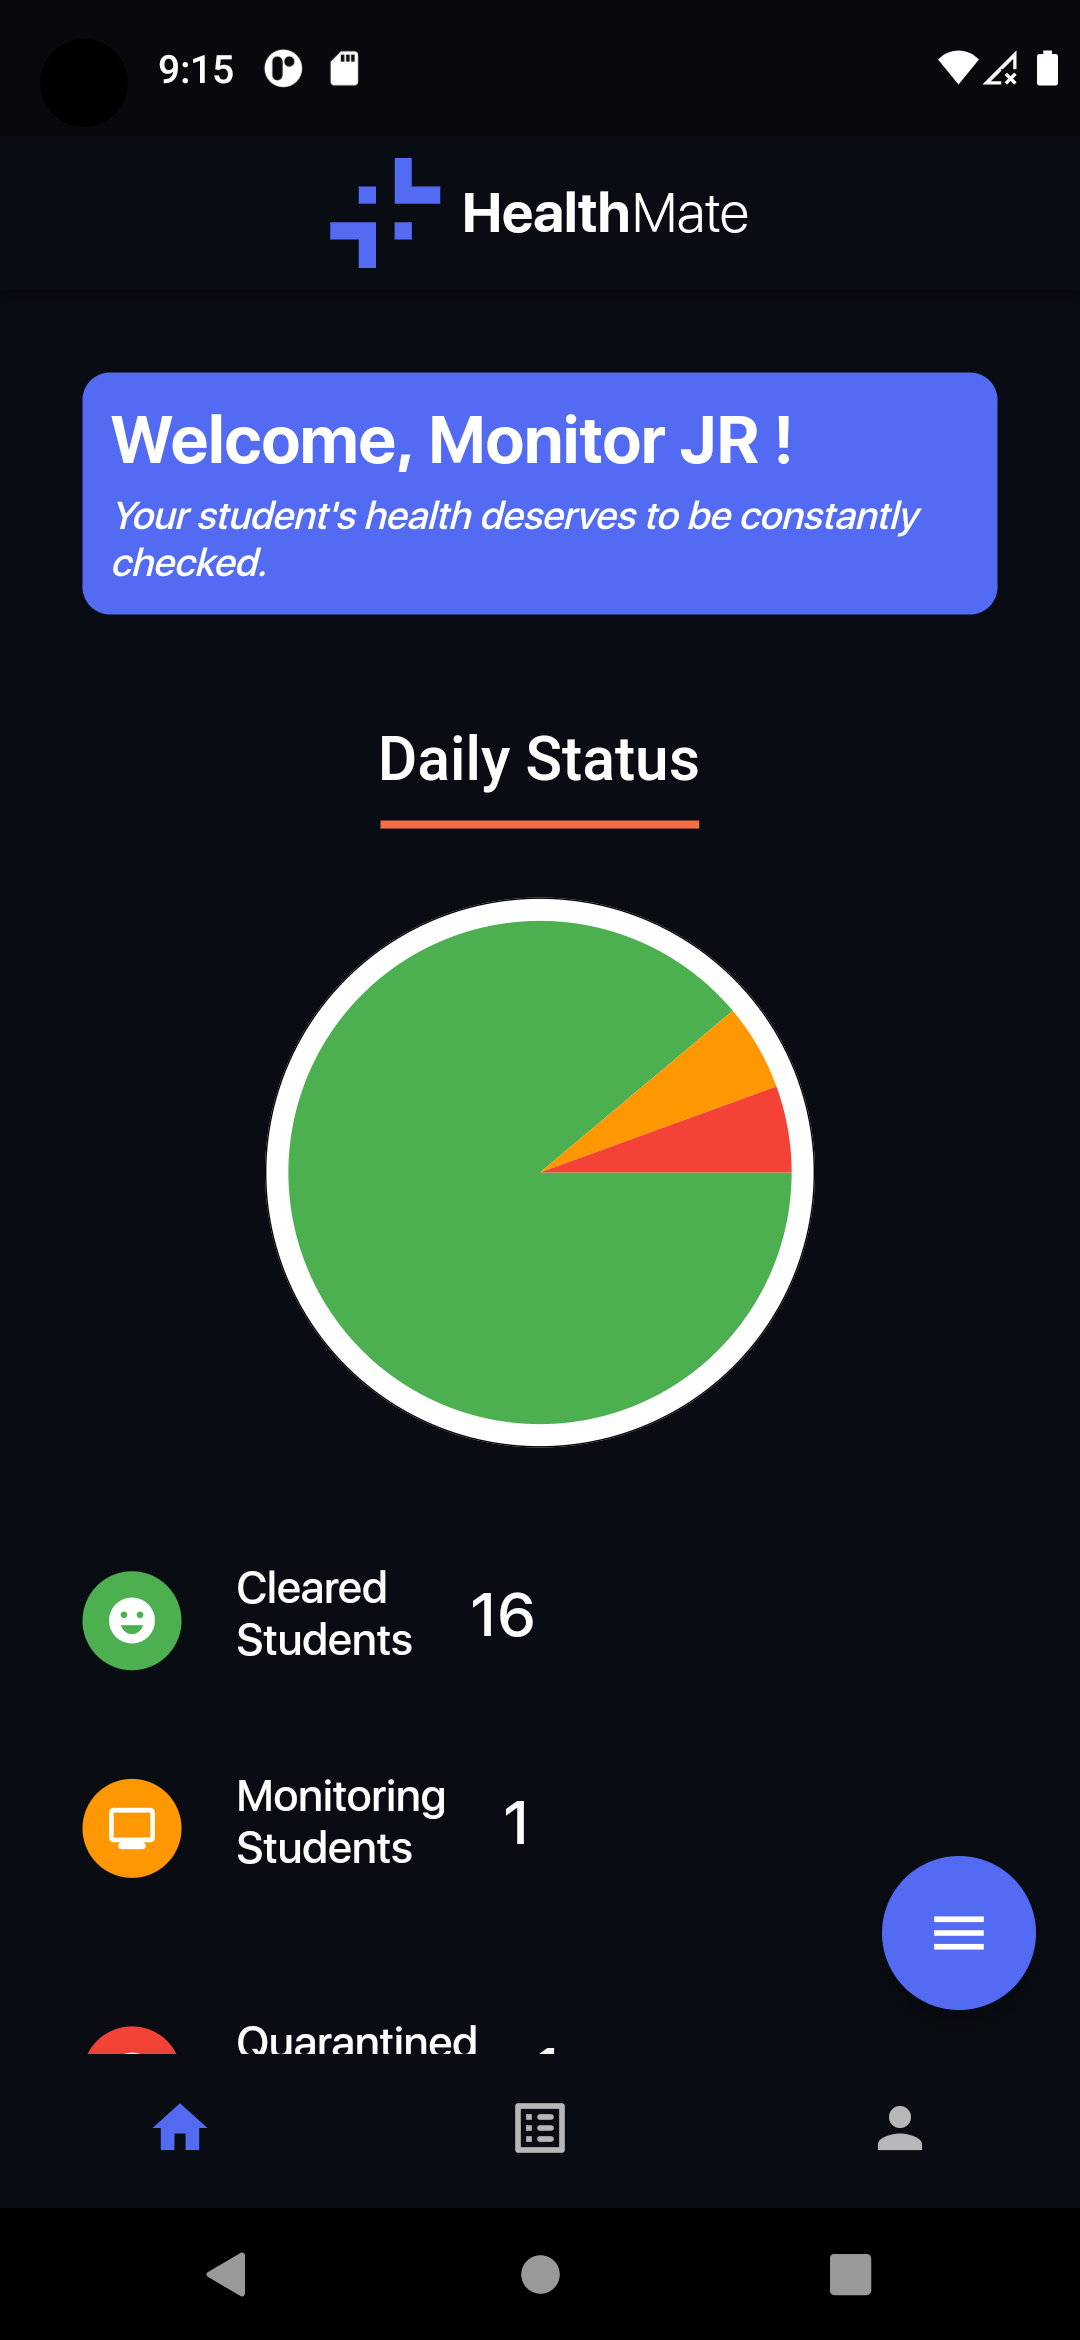 9:15
HealthMate
Welcome, Monitor JR !
Your student's health deserves to be constantly
checked.
Daily Status
Cleared
Students
16
Monitoring
Students
1
Quarantined